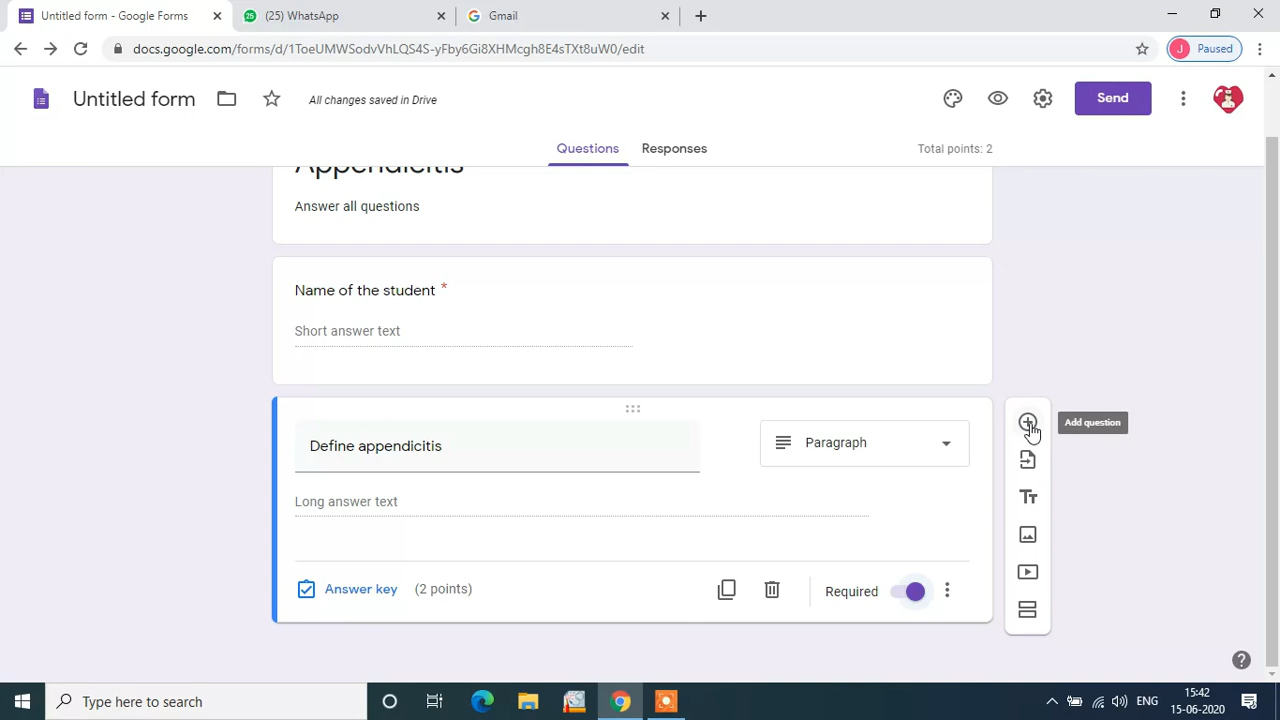 Untitled form - Google Forms
(25) WhatsApp
Gmail
docs.google.com/forms/d/1ToeUMWSodvVhLQS4S-yFby6Gi8XHMcgh8E4sTXt8uW0/edit
J Paused
Untitled form
All changes saved in Drive
Send
Questions
Responses
Total points: 2
Appendicitis
Answer all questions
Name of the student *
Short answer text
Define appendicitis
Paragraph
Add question
Long answer text
Answer key
(2 points)
Required
Type here to search
ENG
15:42
15-06-2020